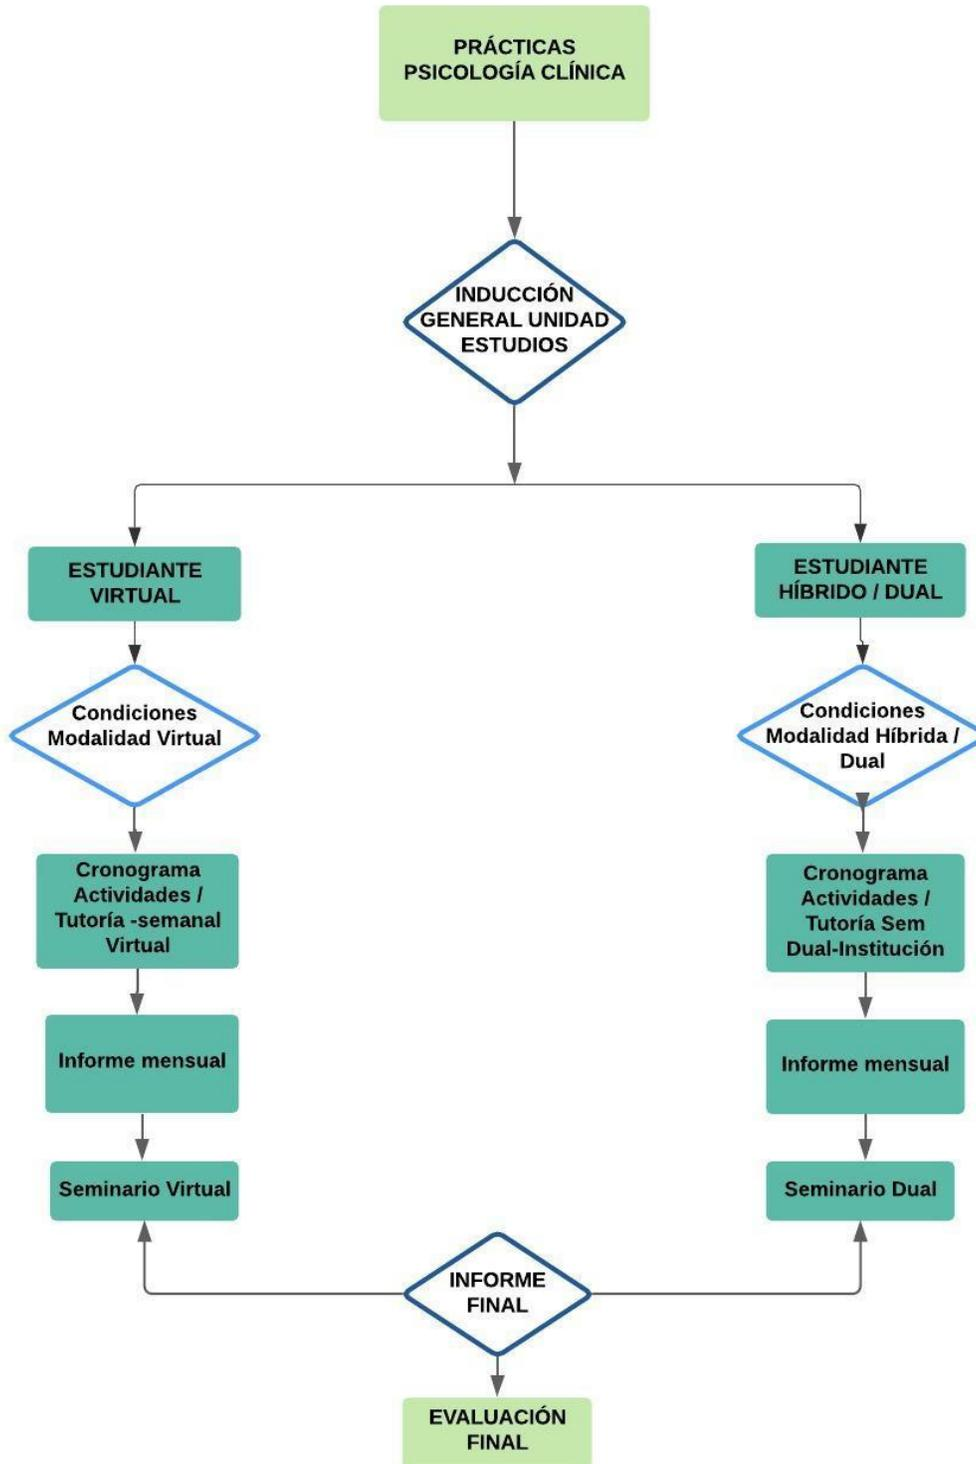 PRÁCTICAS
PSICOLOGÍA CLÍNICA
INDUCCIÓN
GENERAL UNIDAD
ESTUDIOS
ESTUDIANTE
VIRTUAL
Condiciones
Modalidad Virtual
Cronograma
Actividades /
Tutoría -semanal
Virtual
Informe mensual
Seminario Virtual
ESTUDIANTE
HÍBRIDO / DUAL
Condiciones
Modalidad Híbrida /
Dual
Cronograma
Actividades /
Tutoría Sem
Dual-Institución
Informe mensual
Seminario Dual
INFORME
FINAL
EVALUACIÓN
FINAL